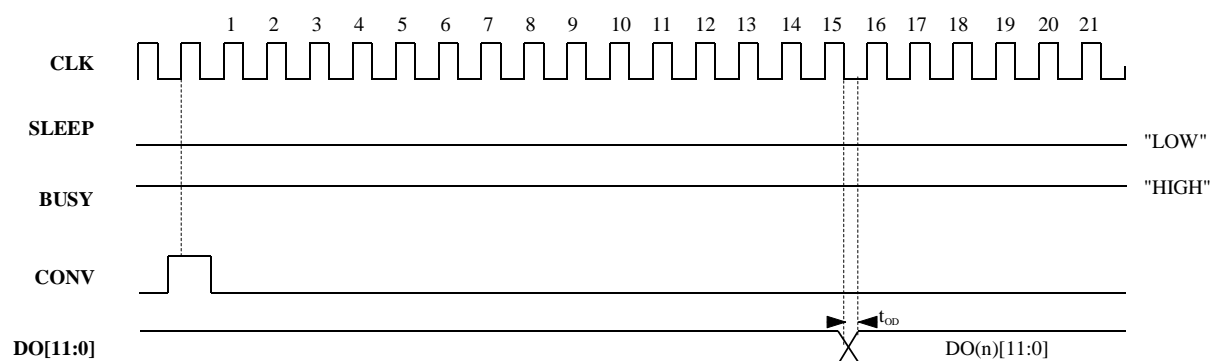 1 2 3 4 5 6 7 8 9 10 11 12 13 14 15 16 17 18 19 20 21
CLK
SLEEP
"LOW"
BUSY
"HIGH"
CONV
tOD
DO[11:0]
DO(n)[11:0]